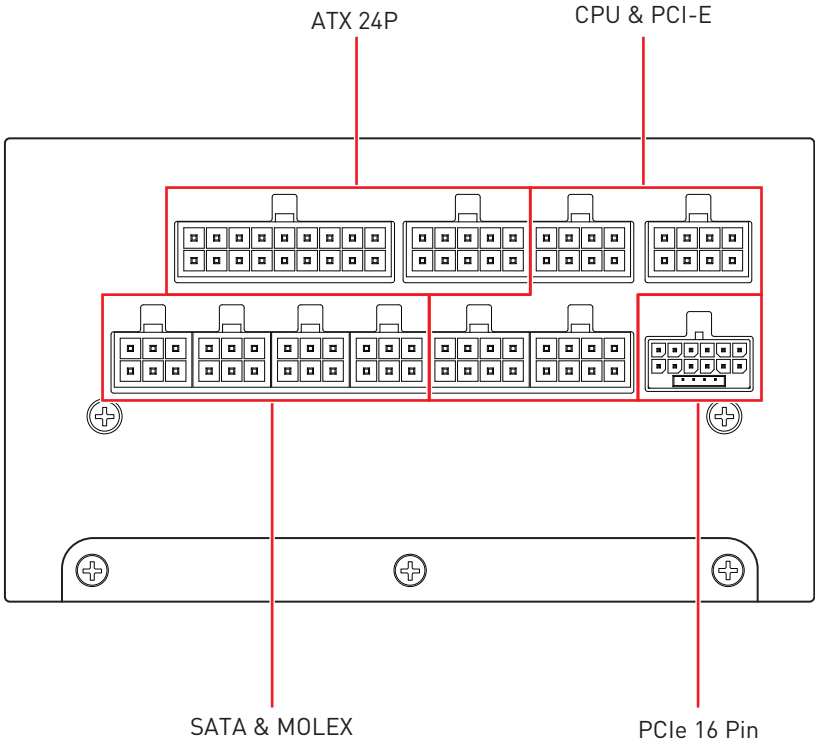 ATX 24P
CPU & PCI-E
SATA & MOLEX
PCIe 16 Pin